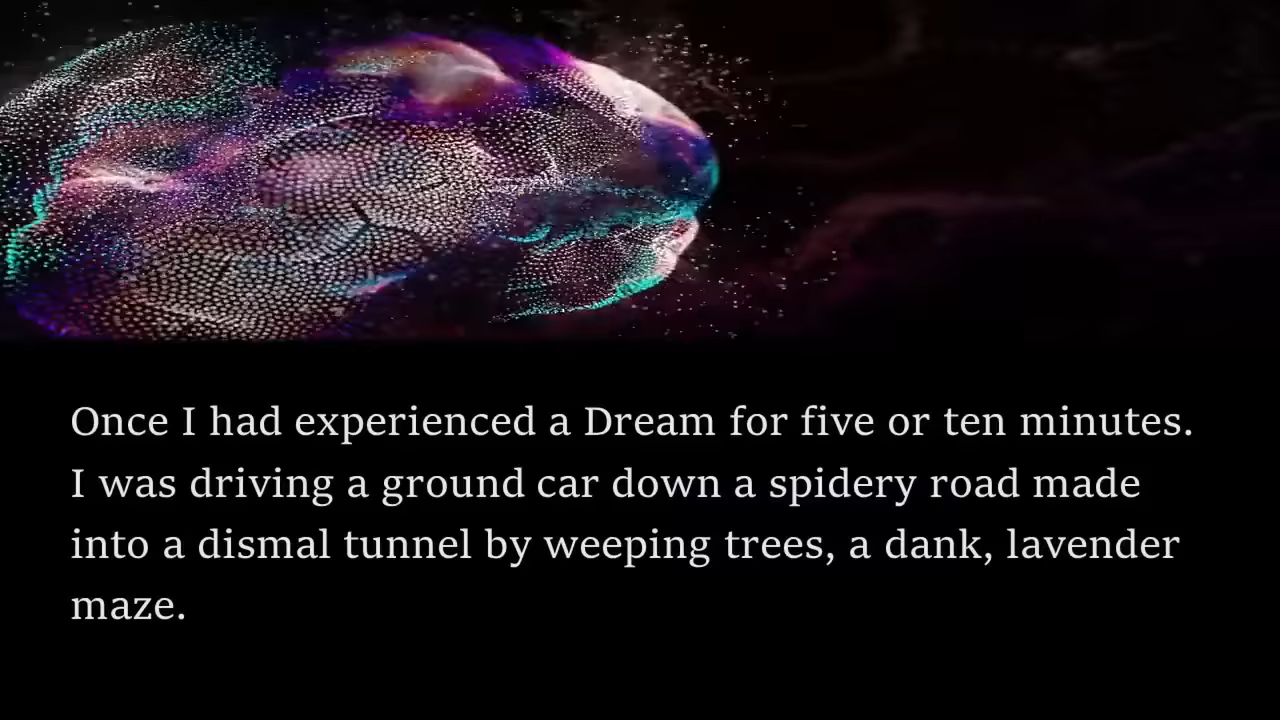 Once I had experienced a Dream for five or ten minutes.
I was driving a ground car down a spidery road made
into a dismal tunnel by weeping trees, a dank, lavender
maze.